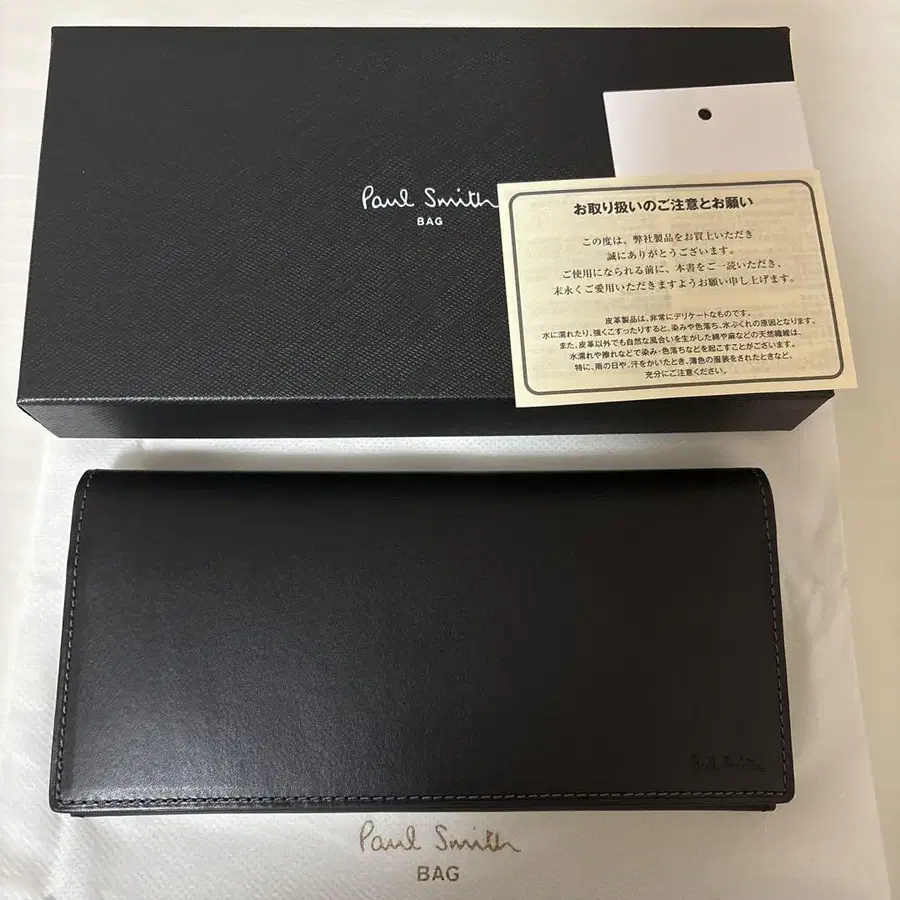 Paul Smith
BAG
お取り扱いのご注意とお願い
この度は、弊社製品をお買上いただき
誠にありがとうございます。
ご使用になられる前に、本書をご一読いただき、
末永くご愛用いただきますようお願い申し上げます。
皮革製品は、非常にデリケートなものです。
水に濡れたり、強くこすったりすると、染みや色落ち、水ぶくれの原因となります。
また、皮革以外でも自然な風合いを生かした綿や麻などの天然繊維は、
水濡れや擦れなどで染み・色落ちなどを起こすことがございます。
特に、雨の日や、汗をかいたとき、薄色の服装をされたときなど、
充分にご注意ください。
Paul Smith
Paul Smith
BAG